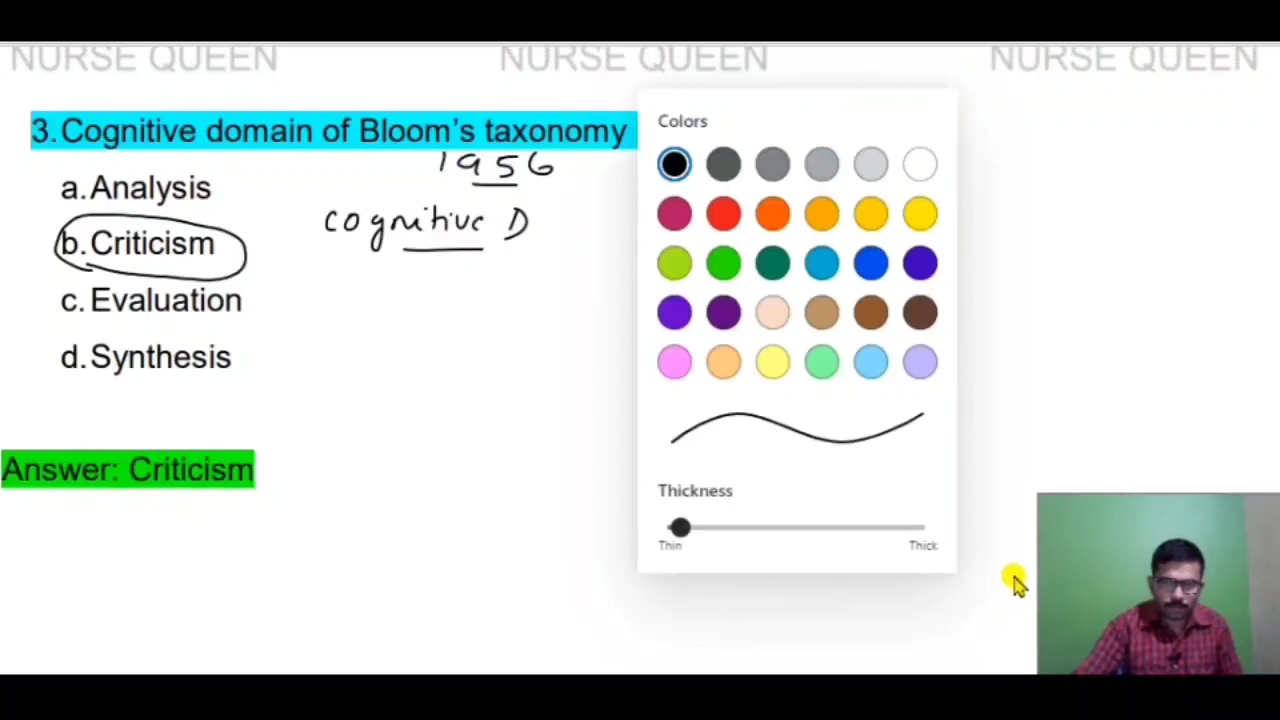 NURSE QUEEN NURSE QUEEN NURSE QUEEN
3. Cognitive domain of Bloom's taxonomy
1956
a. Analysis
cognitive D
b. Criticism
c. Evaluation
d. Synthesis
Answer: Criticism
Colors
Thickness
Thin Thick